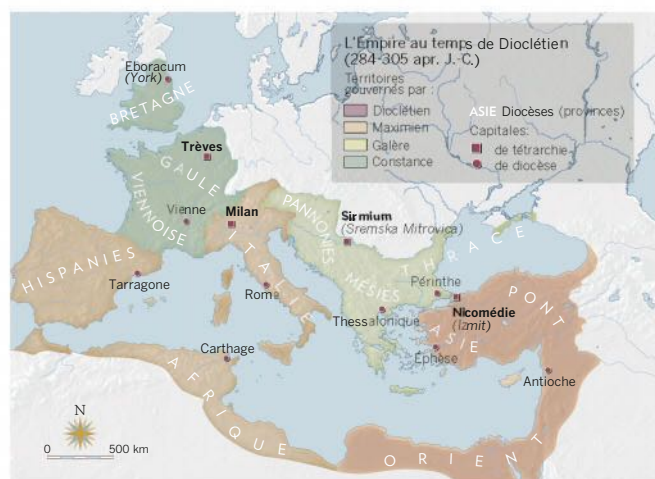 L'Empire au temps de Dioclétien
(284-305 apr. J.-C.)
Territoires
gouvernés par :
Dioclétien
Maximien
Galère
Constance
ASIE Diocèses (provinces)
Capitales:
de tétrarchie
de diocèse
Eboracum
(York)
BRETAGNE
Trèves
GAULE
VIENNOISE
Vienne
Milan
PANNONIES
Sirmium
(Sremska Mitrovica)
HISPANIES
Tarragone
ITALIE
Rome
MÉSIES
THRACE
Périnthe
Thessalonique
Nicomédie
(Izmit)
PONT
ASIE
Éphèse
Carthage
Antioche
AFRIQUE
ORIENT
N
0 500 km